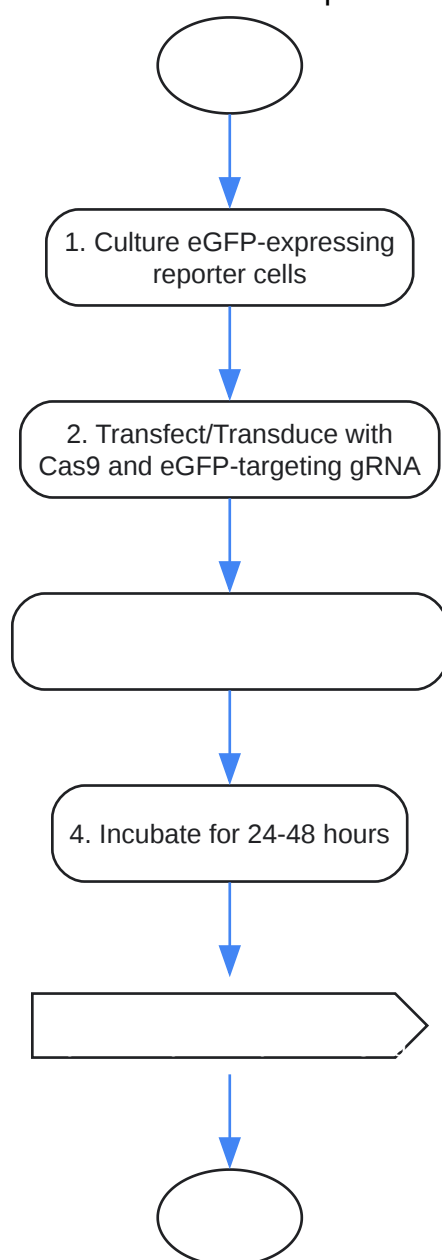 1. Culture eGFP-expressing
reporter cells
2. Transfect/Transduce with
Cas9 and eGFP-targeting gRNA
4. Incubate for 24-48 hours